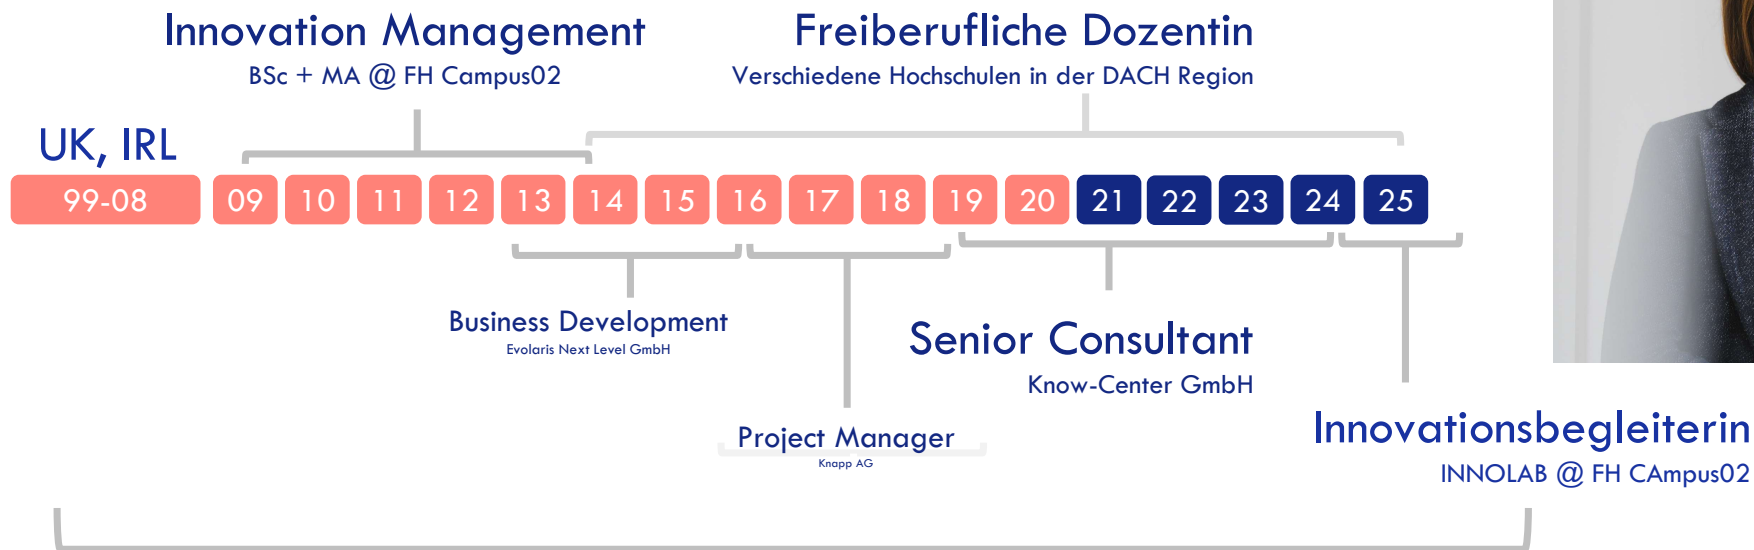 Innovation Management
BSc + MA @ FH Campus02
Freiberufliche Dozentin
Verschiedene Hochschulen in der DACH Region
UK, IRL
99-08 09 10 11 12 13 14 15 16 17 18 19 20 21 22 23 24 25
Business Development
Evolaris Next Level GmbH
Senior Consultant
Know-Center GmbH
Project Manager
Knapp AG
Innovationsbegleiterin
INNOLAB @ FH CAmpus02